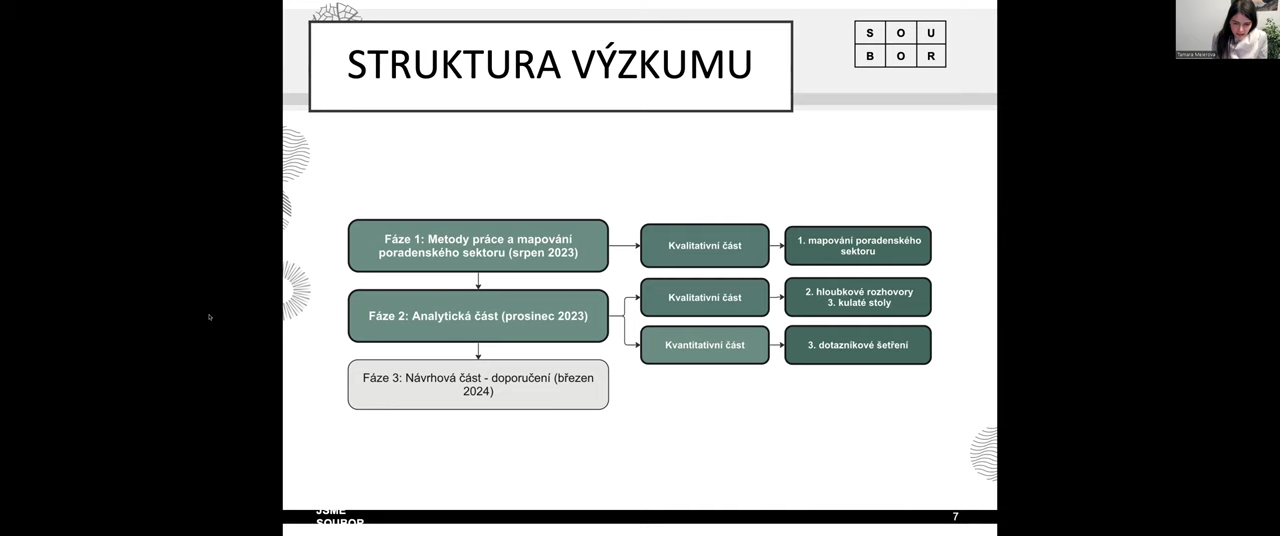 STRUKTURA VÝZKUMU
S O U
B O R
Tamara Meierova
Fáze 1: Metody práce a mapování
poradenského sektoru (srpen 2023)
Kvalitativní část
1. mapování poradenského
sektoru
Fáze 2: Analytická část (prosinec 2023)
Kvalitativní část
2. hloubkové rozhovory
3. kulaté stoly
Kvantitativní část
3. dotazníkové šetření
Fáze 3: Návrhová část - doporučení (březen
2024)
JSME
SOUBOR
7